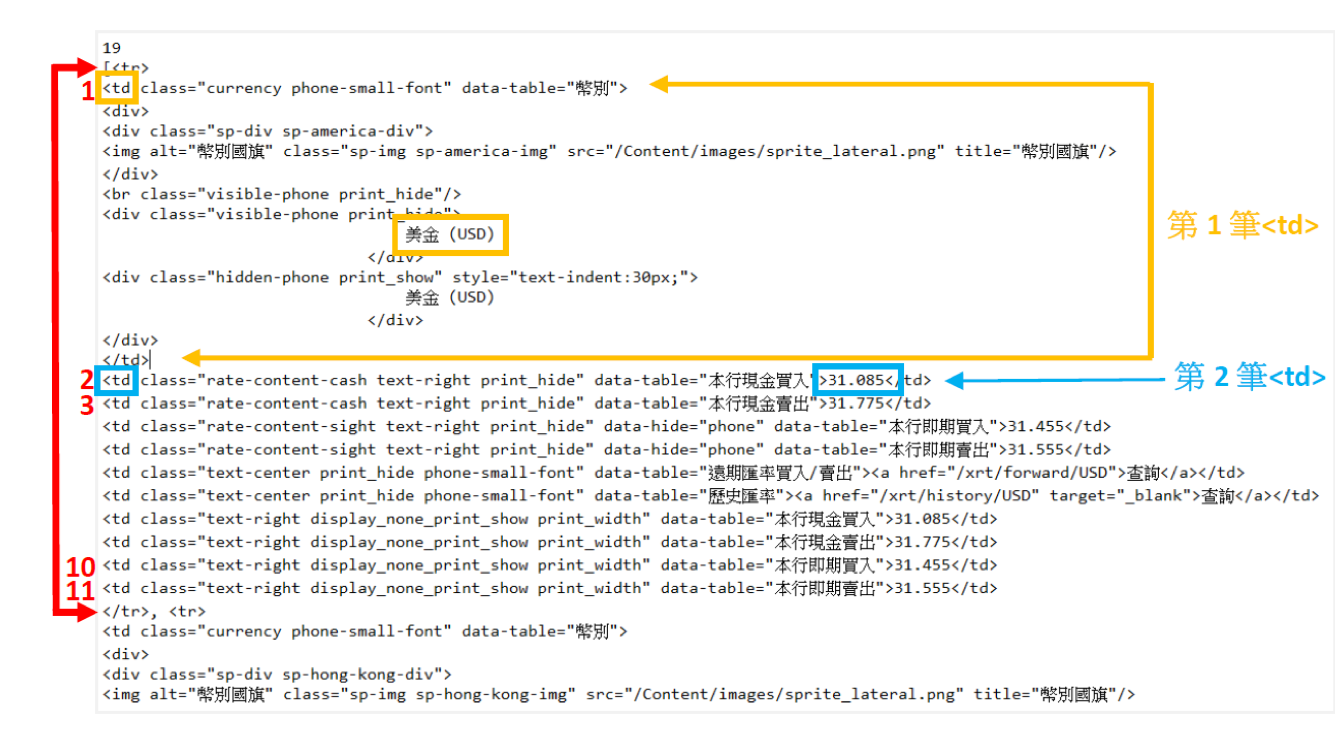 19
[<tr>
1 <td class="currency phone-small-font" data-table="幣別">
<div>
<div class="sp-div sp-america-div">
<img alt="幣別國旗" class="sp-img sp-america-img" src="/Content/images/sprite_lateral.png" title="幣別國旗"/>
</div>
<br class="visible-phone print_hide"/>
<div class="visible-phone print_hide">
美金 (USD)
第 1 筆<td>
</div>
<div class="hidden-phone print_show" style="text-indent:30px;">
美金 (USD)
</div>
</div>
</td>
2 <td class="rate-content-cash text-right print_hide" data-table="本行現金買入">31.085</td>
第 2 筆<td>
3 <td class="rate-content-cash text-right print_hide" data-table="本行現金賣出">31.775</td>
<td class="rate-content-sight text-right print_hide" data-hide="phone" data-table="本行即期買入">31.455</td>
<td class="rate-content-sight text-right print_hide" data-hide="phone" data-table="本行即期賣出">31.555</td>
<td class="text-center print_hide phone-small-font" data-table="遠期匯率買入/賣出"><a href="/xrt/forward/USD">查詢</a></td>
<td class="text-center print_hide phone-small-font" data-table="歷史匯率"><a href="/xrt/history/USD" target="_blank">查詢</a></td>
<td class="text-right display_none_print_show print_width" data-table="本行現金買入">31.085</td>
<td class="text-right display_none_print_show print_width" data-table="本行現金賣出">31.775</td>
10 <td class="text-right display_none_print_show print_width" data-table="本行即期買入">31.455</td>
11 <td class="text-right display_none_print_show print_width" data-table="本行即期賣出">31.555</td>
</tr>, <tr>
<td class="currency phone-small-font" data-table="幣別">
<div>
<div class="sp-div sp-hong-kong-div">
<img alt="幣別國旗" class="sp-img sp-hong-kong-img" src="/Content/images/sprite_lateral.png" title="幣別國旗"/>